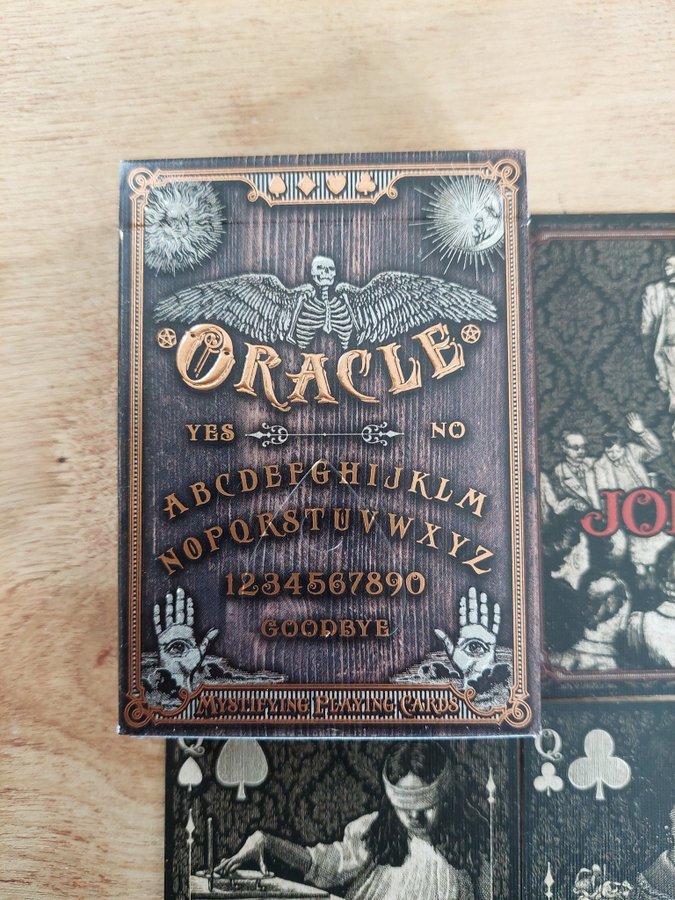 ORACLE
YES NO
ABCDEFGHIJKLM
NOPQRSTUVWXYZ
1234567890
GOODBYE
MYSTIFYING PLAYING CARDS
Q
Q